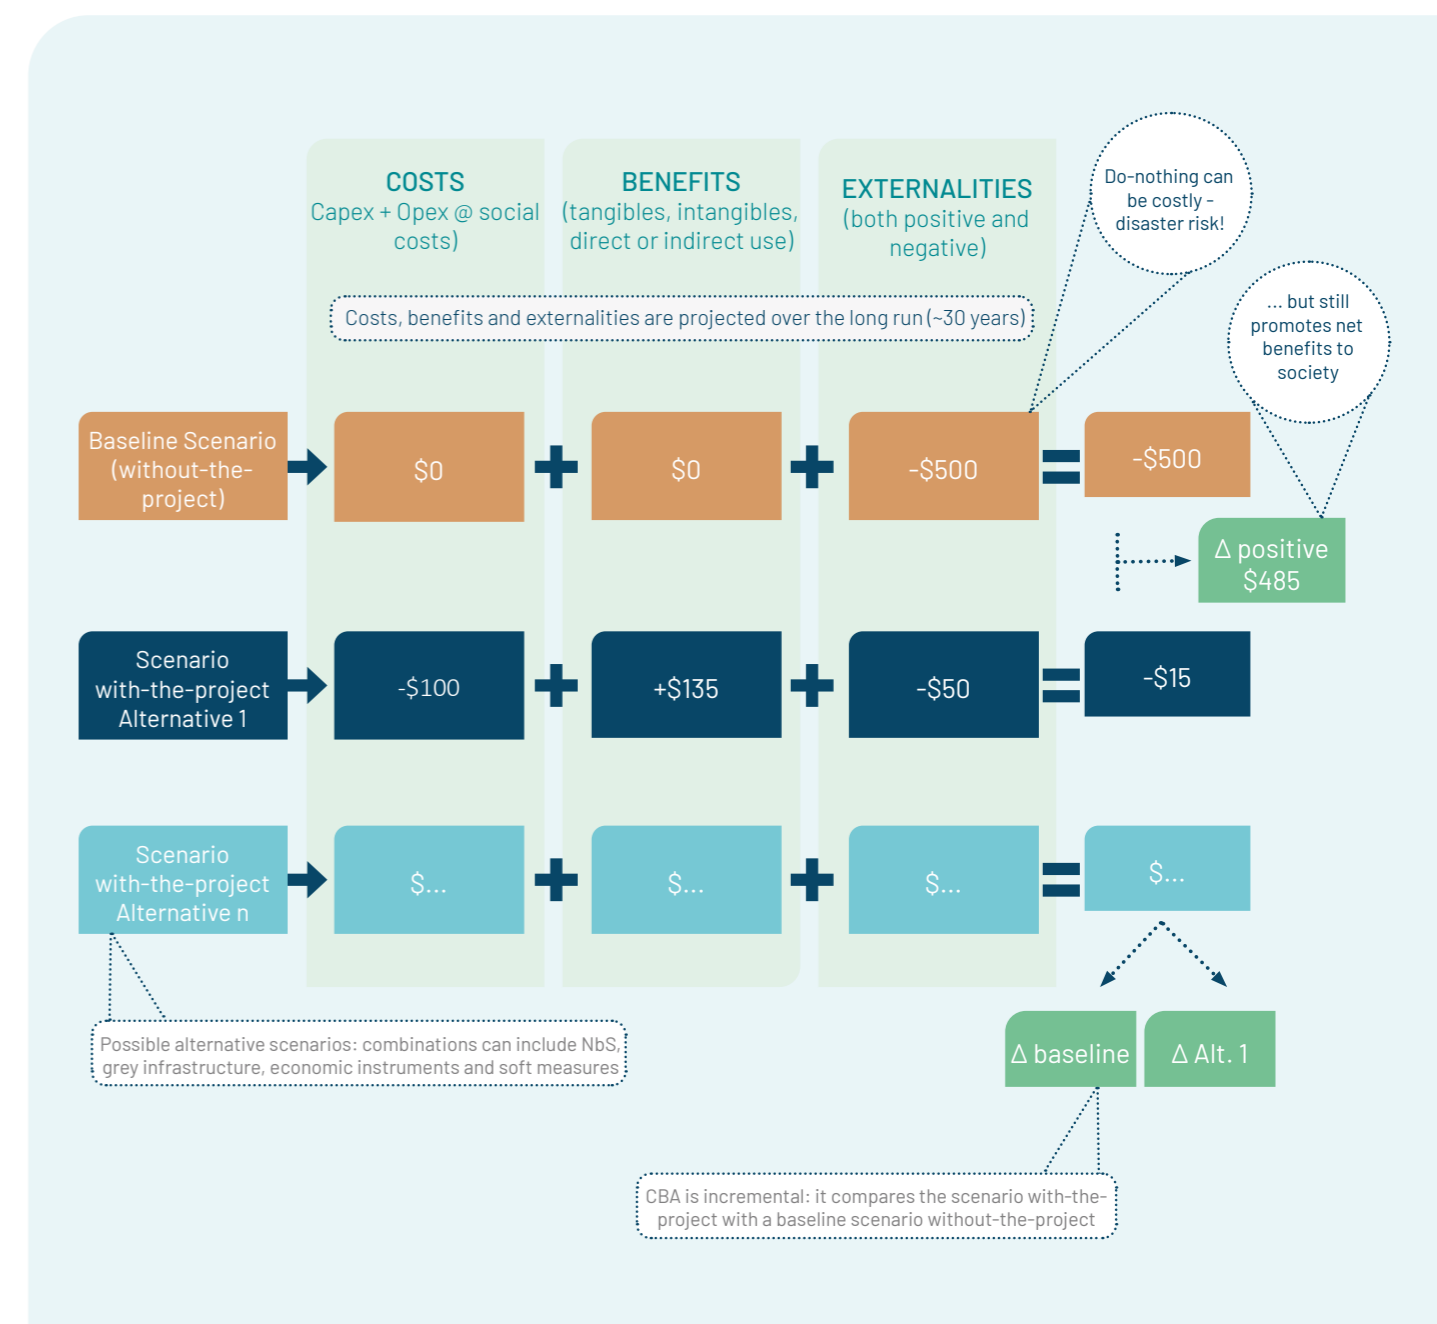 COSTS
Capex + Opex @ social
costs)
BENEFITS
(tangibles, intangibles,
direct or indirect use)
EXTERNALITIES
(both positive and
negative)
Do-nothing can
be costly -
disaster risk!
... but still
promotes net
benefits to
society
Costs, benefits and externalities are projected over the long run (~30 years)
Baseline Scenario
(without-the-
project)
$0
$0
-$500
-$500
Δ positive
$485
Scenario
with-the-project
Alternative 1
-$100
+$135
-$50
-$15
Scenario
with-the-project
Alternative n
$...
$...
$...
$...
Possible alternative scenarios: combinations can include NbS,
grey infrastructure, economic instruments and soft measures
Δ baseline
Δ Alt. 1
CBA is incremental: it compares the scenario with-the-
project with a baseline scenario without-the-project